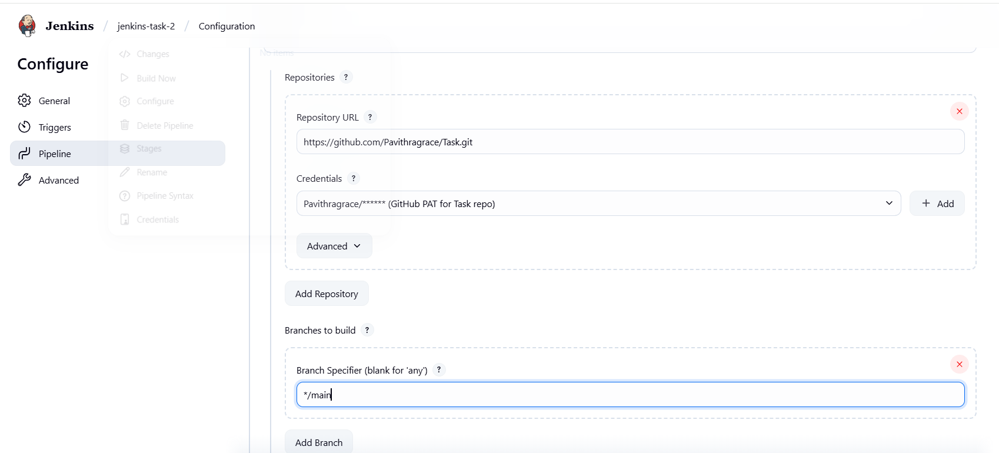 Jenkins / jenkins-task-2 / Configuration
Configure
General
Triggers
Pipeline
Advanced
Changes
Build Now
Configure
Delete Pipeline
Stages
Rename
Pipeline Syntax
Credentials
No items
Repositories ?
Repository URL ?
https://github.com/Pavithragrace/Task.git
Credentials ?
Pavithragrace/****** (GitHub PAT for Task repo)
+ Add
Advanced
Add Repository
Branches to build ?
Branch Specifier (blank for 'any') ?
*/main
Add Branch